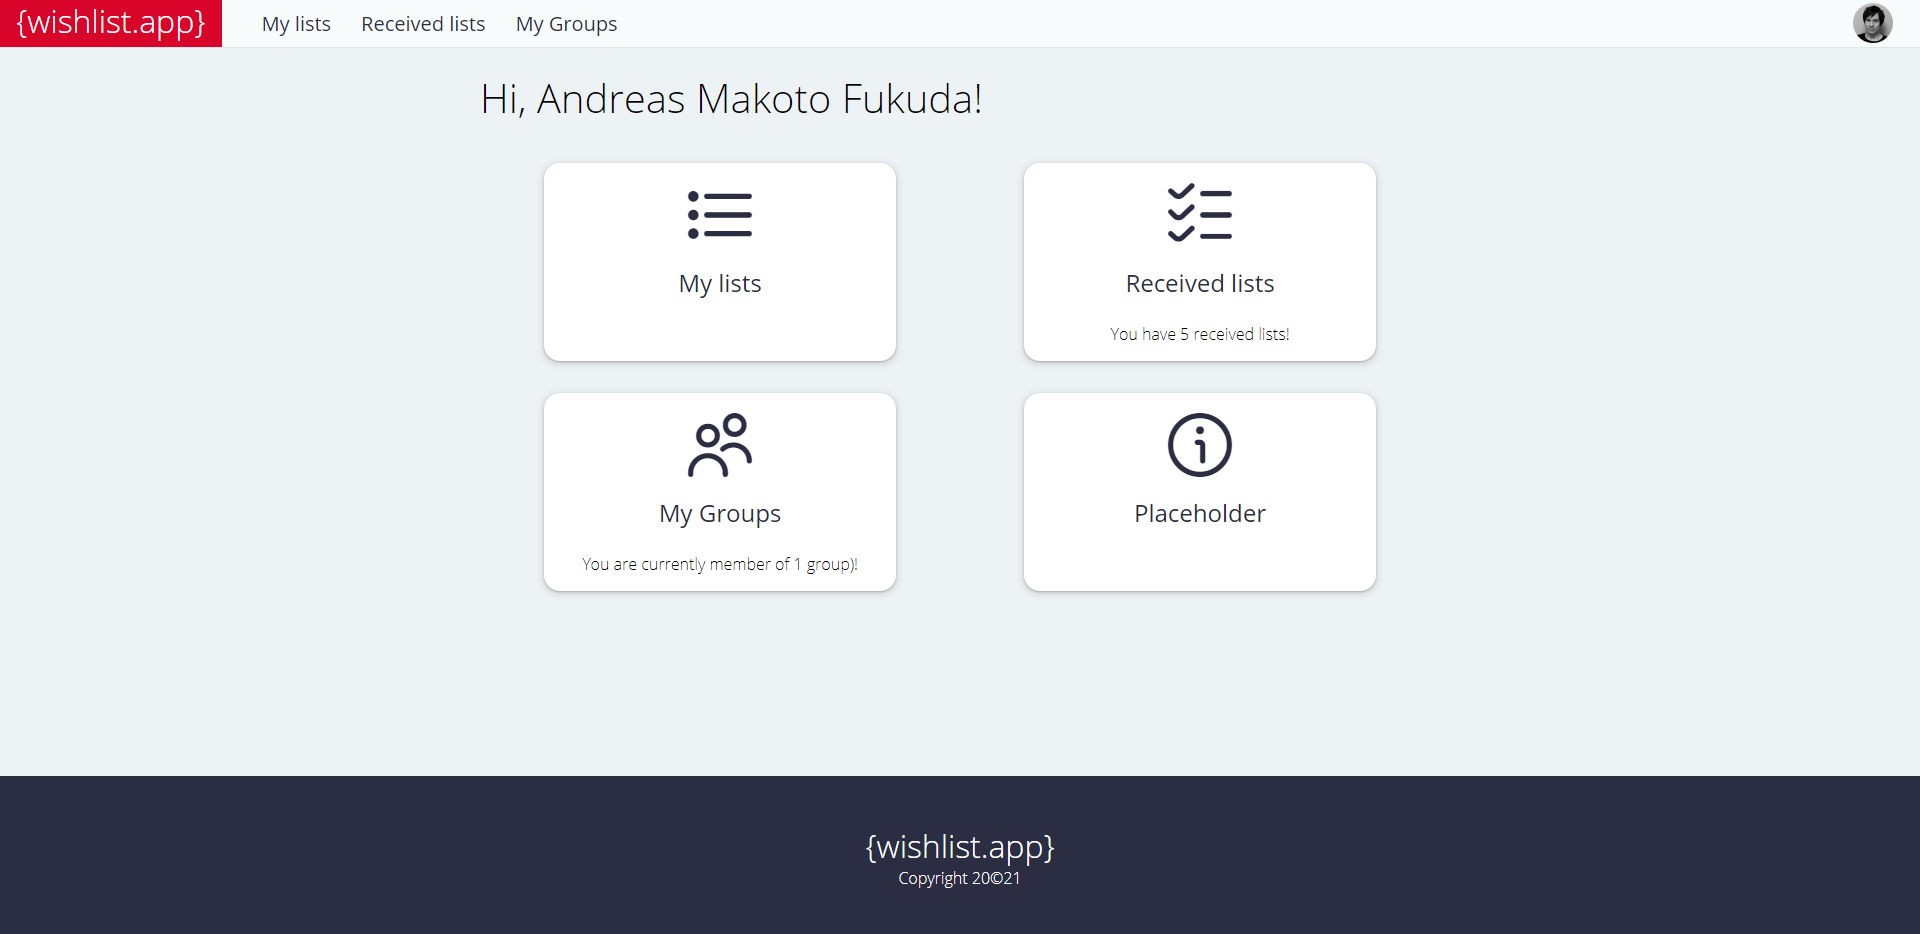 {wishlist.app} My lists Received lists My Groups
Hi, Andreas Makoto Fukuda!
My lists
Received lists
You have 5 received lists!
My Groups
You are currently member of 1 group)!
Placeholder
{wishlist.app}
Copyright 20©21